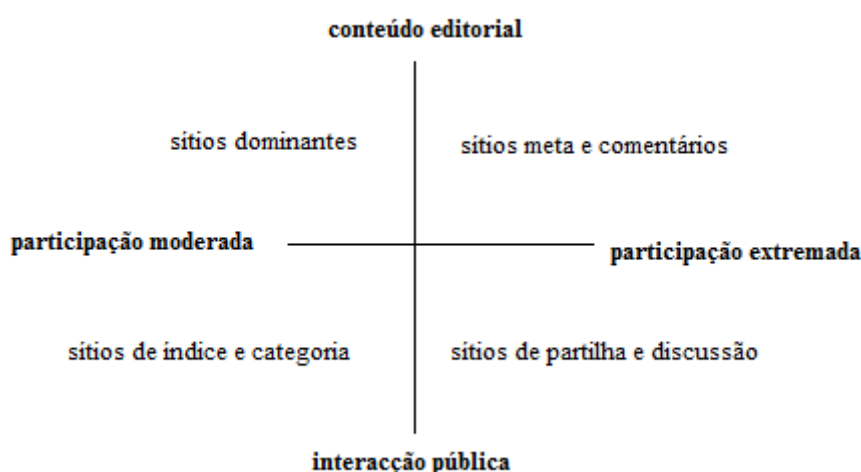 conteúdo editorial
sítios dominantes
sítios meta e comentários
participação moderada
participação extremada
sítios de índice e categoria
sítios de partilha e discussão
interacção pública